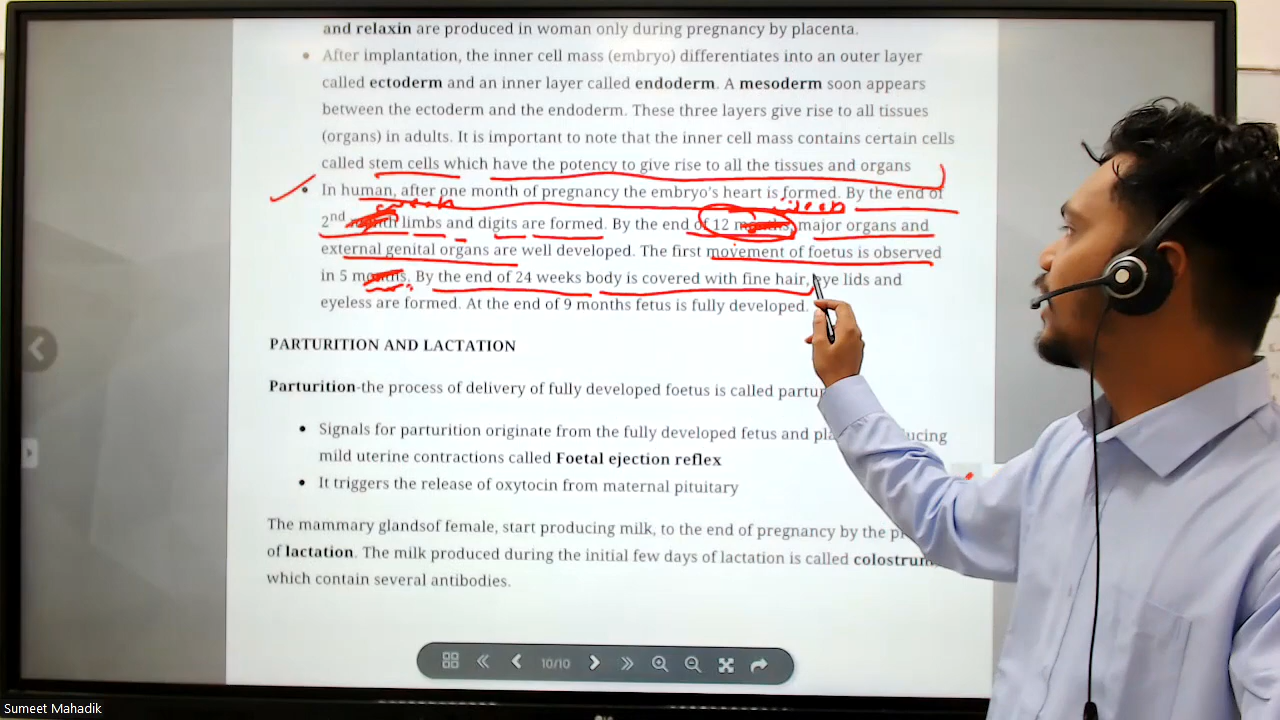 and relaxin are produced in woman only during pregnancy by placenta.
After implantation, the inner cell mass (embryo) differentiates into an outer layer
called ectoderm and an inner layer called endoderm. A mesoderm soon appears
between the ectoderm and the endoderm. These three layers give rise to all tissues
(organs) in adults. It is important to note that the inner cell mass contains certain cells
called stem cells which have the potency to give rise to all the tissues and organs
In human, after one month of pregnancy the embryo's heart is formed. By the end of
2nd limbs and digits are formed. By the end of 12 major organs and
external genital organs are well developed. The first movement of foetus is observed
in 5 By the end of 24 weeks body is covered with fine hair, eye lids and
eyeless are formed. At the end of 9 months fetus is fully developed.
PARTURITION AND LACTATION
Parturition-the process of delivery of fully developed foetus is called
Signals for parturition originate from the fully developed fetus and
mild uterine contractions called Foetal ejection reflex
It triggers the release of oxytocin from maternal pituitary
The mammary glandsof female, start producing milk, to the end of pregnancy by the
of lactation. The milk produced during the initial few days of lactation is called colostrum
which contain several antibodies.
10/10
Sumeet Mahadik